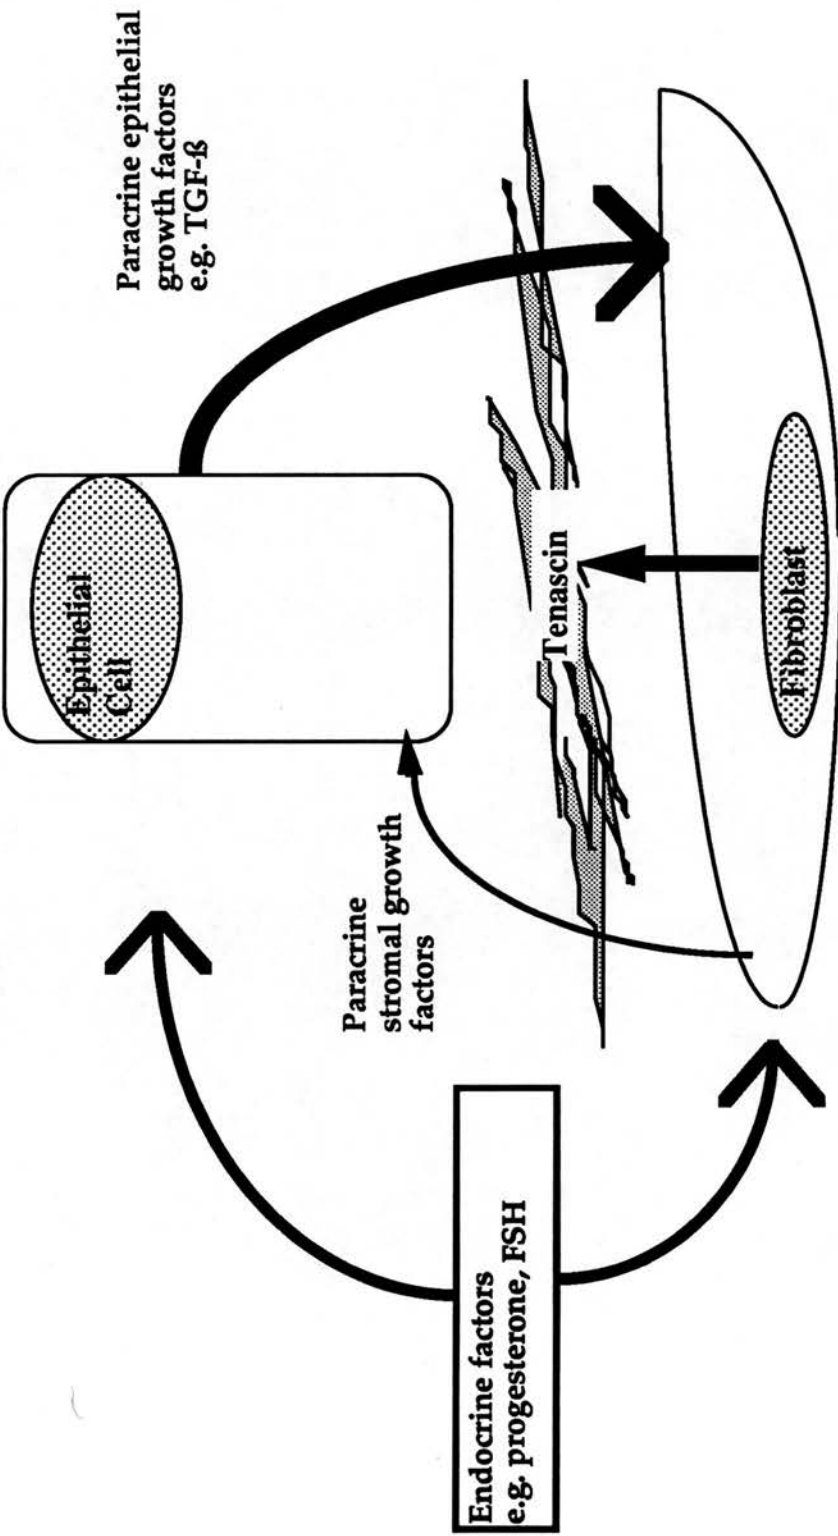 Endocrine factors
e.g. progesterone, FSH
Paracrine
stromal growth
factors
Epithelial
Cell
Tenascin
Fibroblast
Paracrine epithelial
growth factors
e.g. TGF-ß